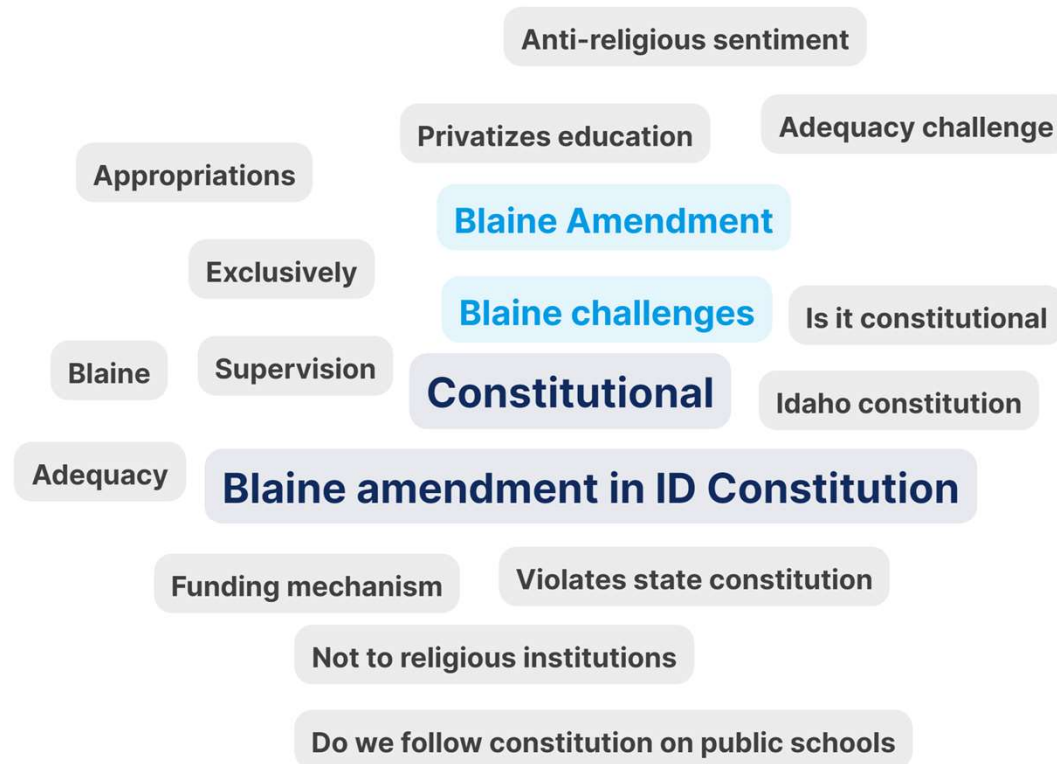 Anti-religious sentiment
Privatizes education
Adequacy challenge
Appropriations
Blaine Amendment
Exclusively
Blaine challenges
Is it constitutional
Blaine
Supervision
Constitutional
Idaho constitution
Adequacy
Blaine amendment in ID Constitution
Funding mechanism
Violates state constitution
Not to religious institutions
Do we follow constitution on public schools